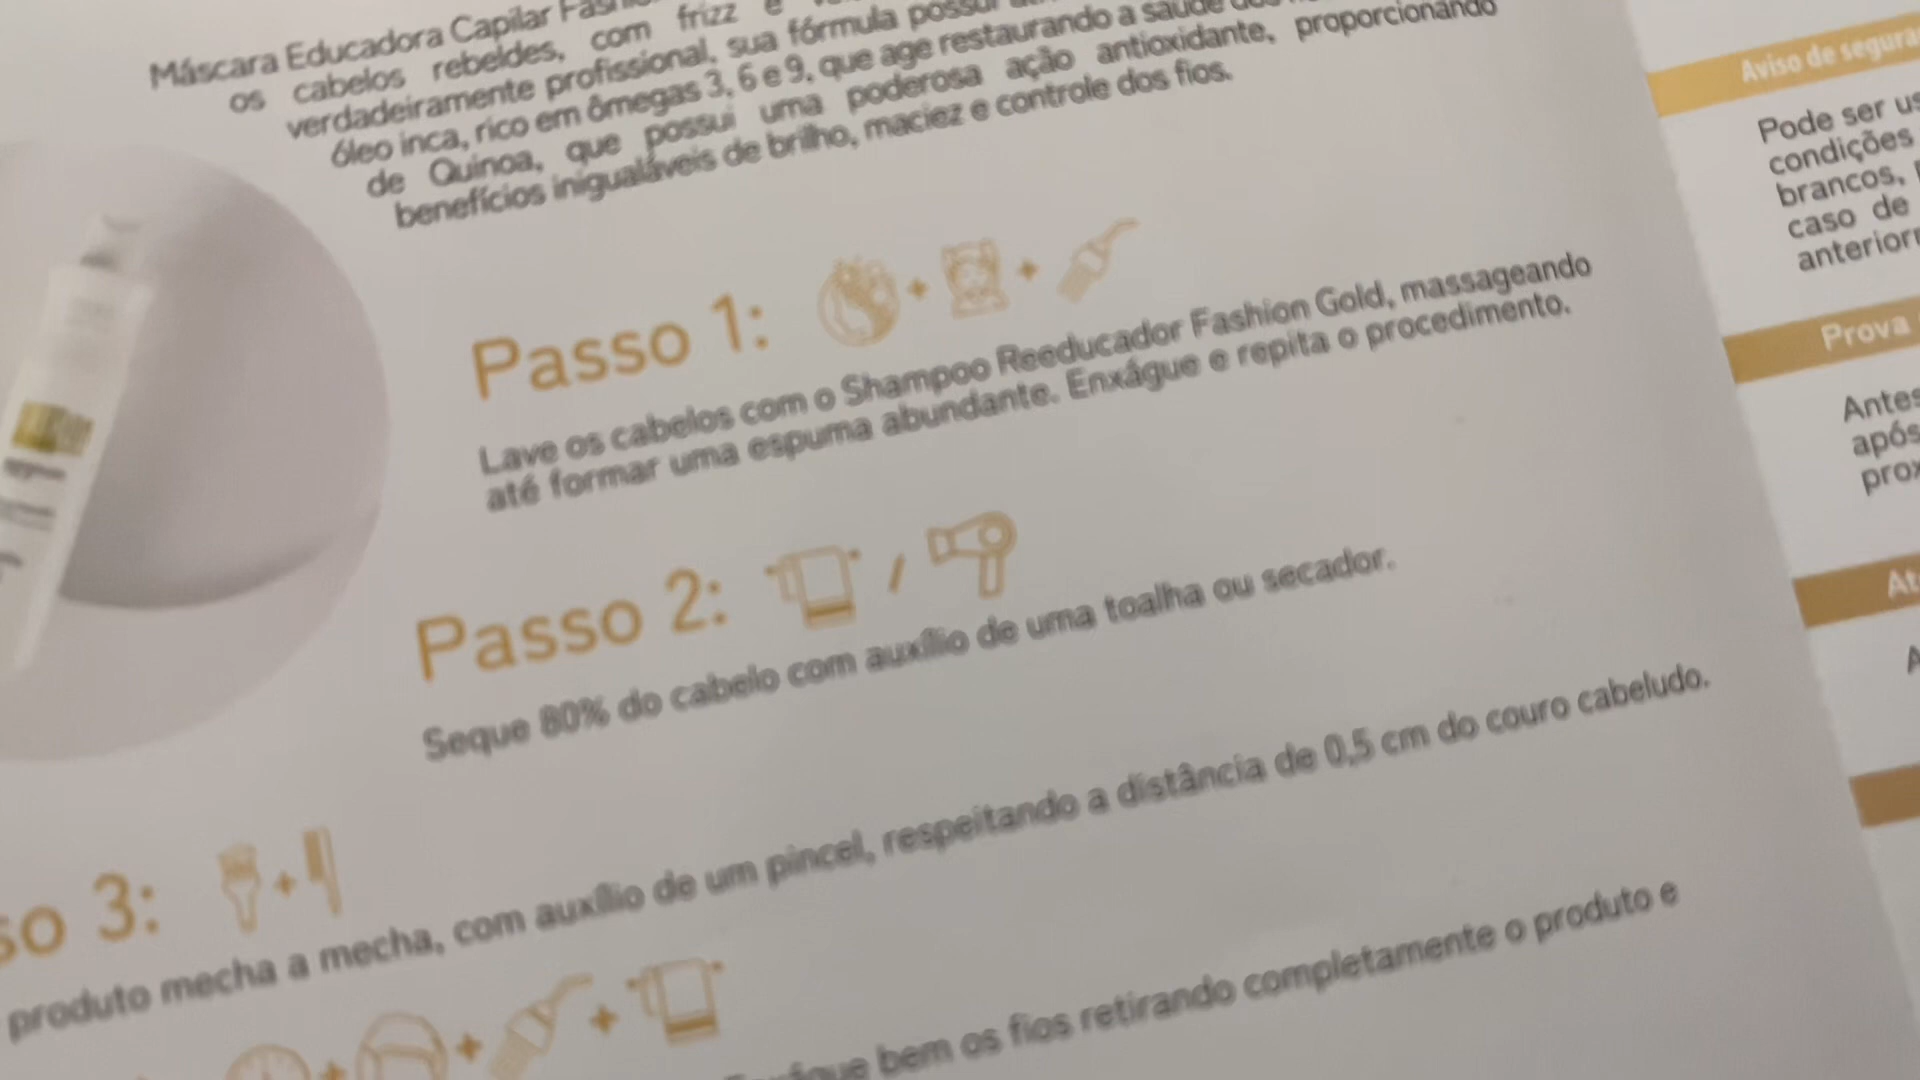 Máscara Educadora Capilar
os cabelos rebeldes, com frizz e
verdadeiramente profissional, sua fórmula possui
óleo inca, rico em ômegas 3, 6 e 9, que age restaurando a saúde dos
de Quinoa, que possui uma poderosa ação antioxidante, proporcionando
benefícios inigualáveis de brilho, maciez e controle dos fios.
Passo 1:
Lave os cabelos com o Shampoo Reeducador Fashion Gold, massageando
até formar uma espuma abundante. Enxágue e repita o procedimento.
Passo 2:
Seque 80% do cabelo com auxílio de uma toalha ou secador.
so 3:
produto mecha a mecha, com auxílio de um pincel, respeitando a distância de 0,5 cm do couro cabeludo.
bem os fios retirando completamente o produto e
Aviso de segura
Pode ser us
condições
brancos,
caso de
anterior
Prova
Antes
após
prox
At
A